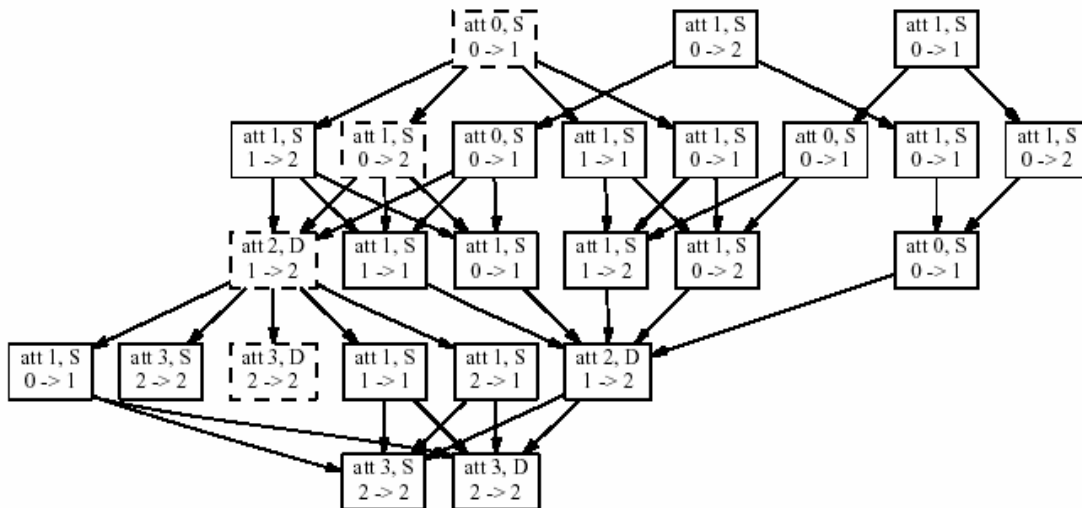 att 0, S
0 -> 1
att 1, S
0 -> 2
att 1, S
0 -> 1
att 1, S
1 -> 2
att 1, S
0 -> 2
att 0, S
0 -> 1
att 1, S
1 -> 1
att 1, S
0 -> 1
att 0, S
0 -> 1
att 1, S
0 -> 1
att 1, S
0 -> 2
att 2, D
1 -> 2
att 1, S
1 -> 1
att 1, S
0 -> 1
att 1, S
1 -> 2
att 1, S
0 -> 2
att 0, S
0 -> 1
att 1, S
0 -> 1
att 3, S
2 -> 2
att 3, D
2 -> 2
att 1, S
1 -> 1
att 1, S
2 -> 1
att 2, D
1 -> 2
att 3, S
2 -> 2
att 3, D
2 -> 2